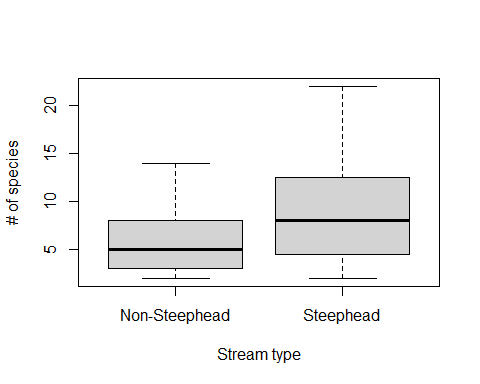 # of species
20
15
10
5
Non-Steephead
Steephead
Stream type